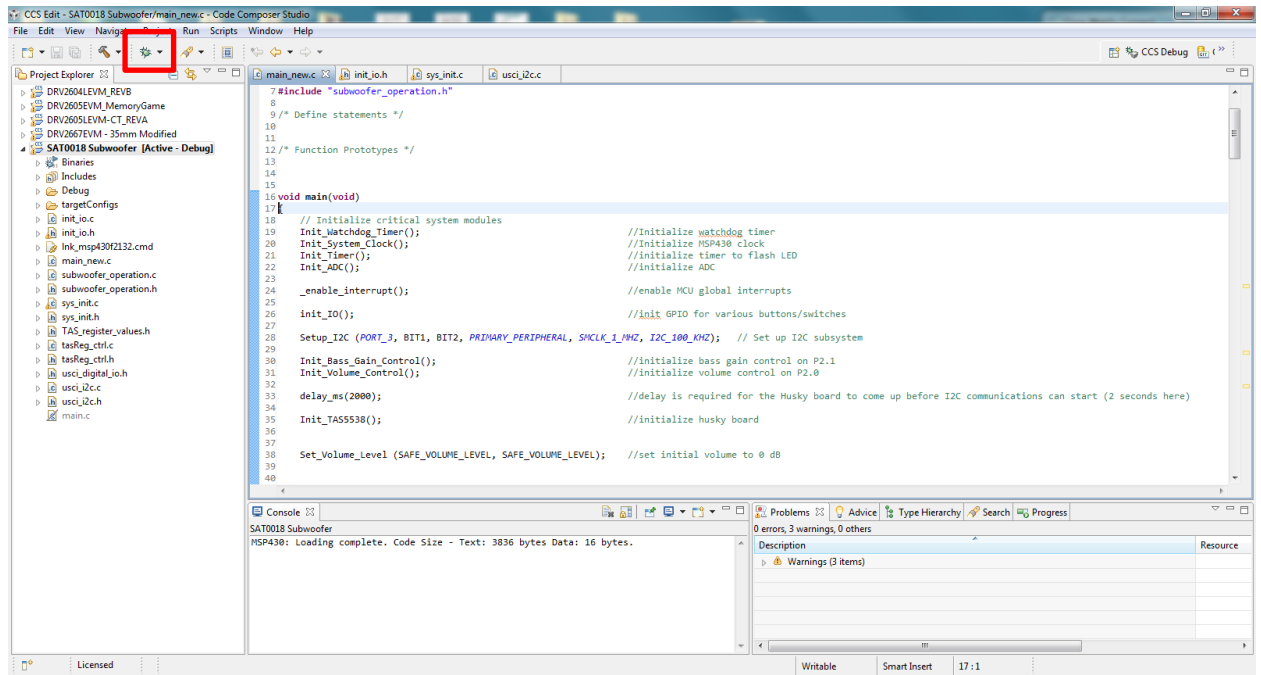 CCS Edit - SAT0018 Subwoofer/main_new.c - Code Composer Studio
File Edit View Navigate Project Run Scripts Window Help
CCS Debug
Project Explorer
main_new.c init_io.h sys_init.c usci_i2c.c
DRV2604LEVM_REVB
DRV2605EVM_MemoryGame
DRV2605LEVM-CT_REVA
DRV2667EVM - 35mm Modified
SAT0018 Subwoofer [Active - Debug]
Binaries
Includes
Debug
targetConfigs
init_io.c
init_io.h
lnk_msp430f2132.cmd
main_new.c
subwoofer_operation.c
subwoofer_operation.h
sys_init.c
sys_init.h
TAS_register_values.h
tasReg_ctrl.c
tasReg_ctrl.h
usci_digital_io.h
usci_i2c.c
usci_i2c.h
main.c
7 #include "subwoofer_operation.h"
8
9 /* Define statements */
10
11
12 /* Function Prototypes */
13
14
15
16 void main(void)
17 {
18 // Initialize critical system modules
19 Init_Watchdog_Timer(); //Initialize watchdog timer
20 Init_System_Clock(); //Initialize MSP430 clock
21 Init_Timer(); //initialize timer to flash LED
22 Init_ADC(); //initialize ADC
23
24 _enable_interrupt(); //enable MCU global interrupts
25
26 init_IO(); //init GPIO for various buttons/switches
27
28 Setup_I2C (PORT_3, BIT1, BIT2, PRIMARY_PERIPHERAL, SMCLK_1_MHZ, I2C_100_KHZ); // Set up I2C subsystem
29
30 Init_Bass_Gain_Control(); //initialize bass gain control on P2.1
31 Init_Volume_Control(); //initialize volume control on P2.0
32
33 delay_ms(2000); //delay is required for the Husky board to come up before I2C communications can start (2 seconds here)
34
35 Init_TAS5538(); //initialize husky board
36
37
38 Set_Volume_Level (SAFE_VOLUME_LEVEL, SAFE_VOLUME_LEVEL); //set initial volume to 0 dB
39
40
Console
SAT0018 Subwoofer
MSP430: Loading complete. Code Size - Text: 3836 bytes Data: 16 bytes.
Problems Advice Type Hierarchy Search Progress
0 errors, 3 warnings, 0 others
Description Resource
Warnings (3 items)
Licensed Writable Smart Insert 17 : 1